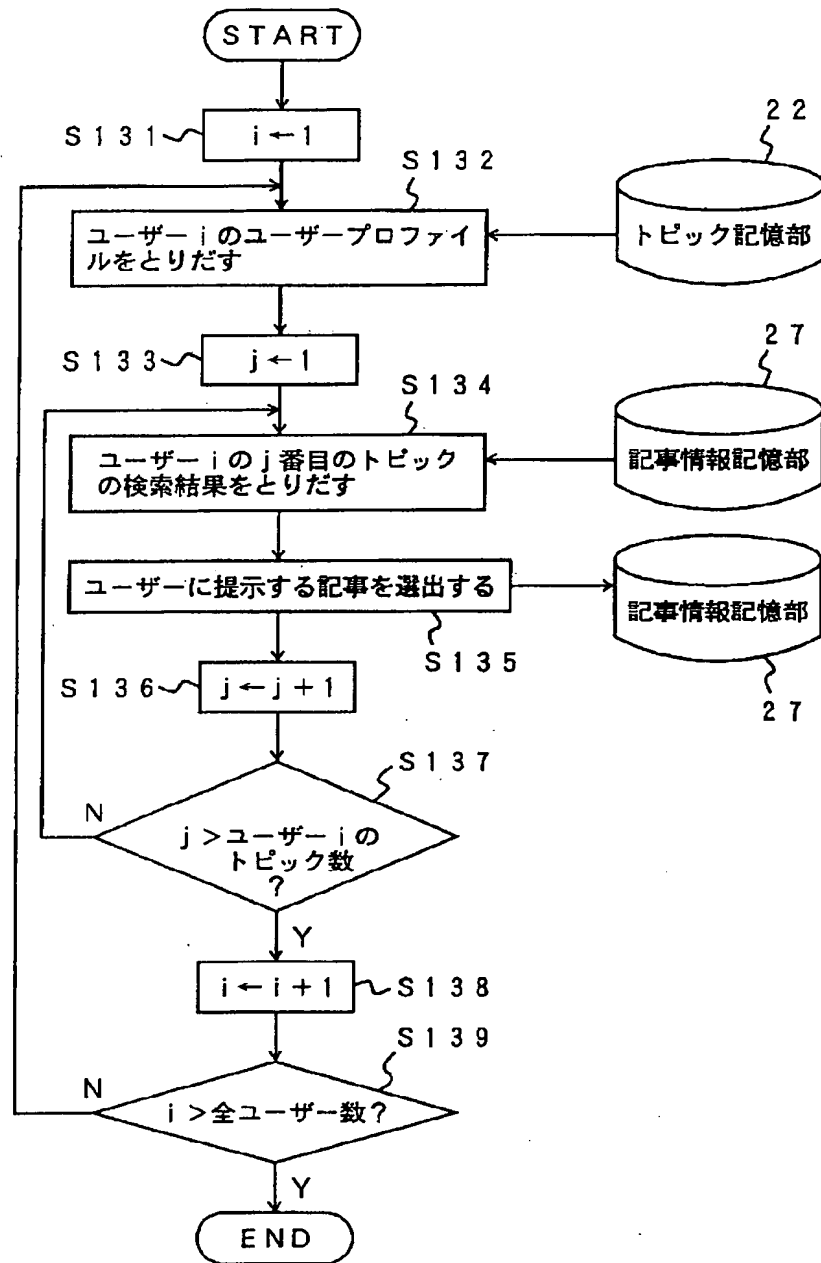 START
S131
i←1
S132
22
ユーザーiのユーザープロファイ
ルをとりだす
トピック記憶部
S133
j←1
S134
27
ユーザーiのj番目のトピック
の検索結果をとりだす
記事情報記憶部
ユーザーに提示する記事を選出する
記事情報記憶部
S135
27
S136
j←j+1
S137
N
j>ユーザーiの
トピック数
?
Y
i←i+1
S138
S139
N
i>全ユーザー数?
Y
END